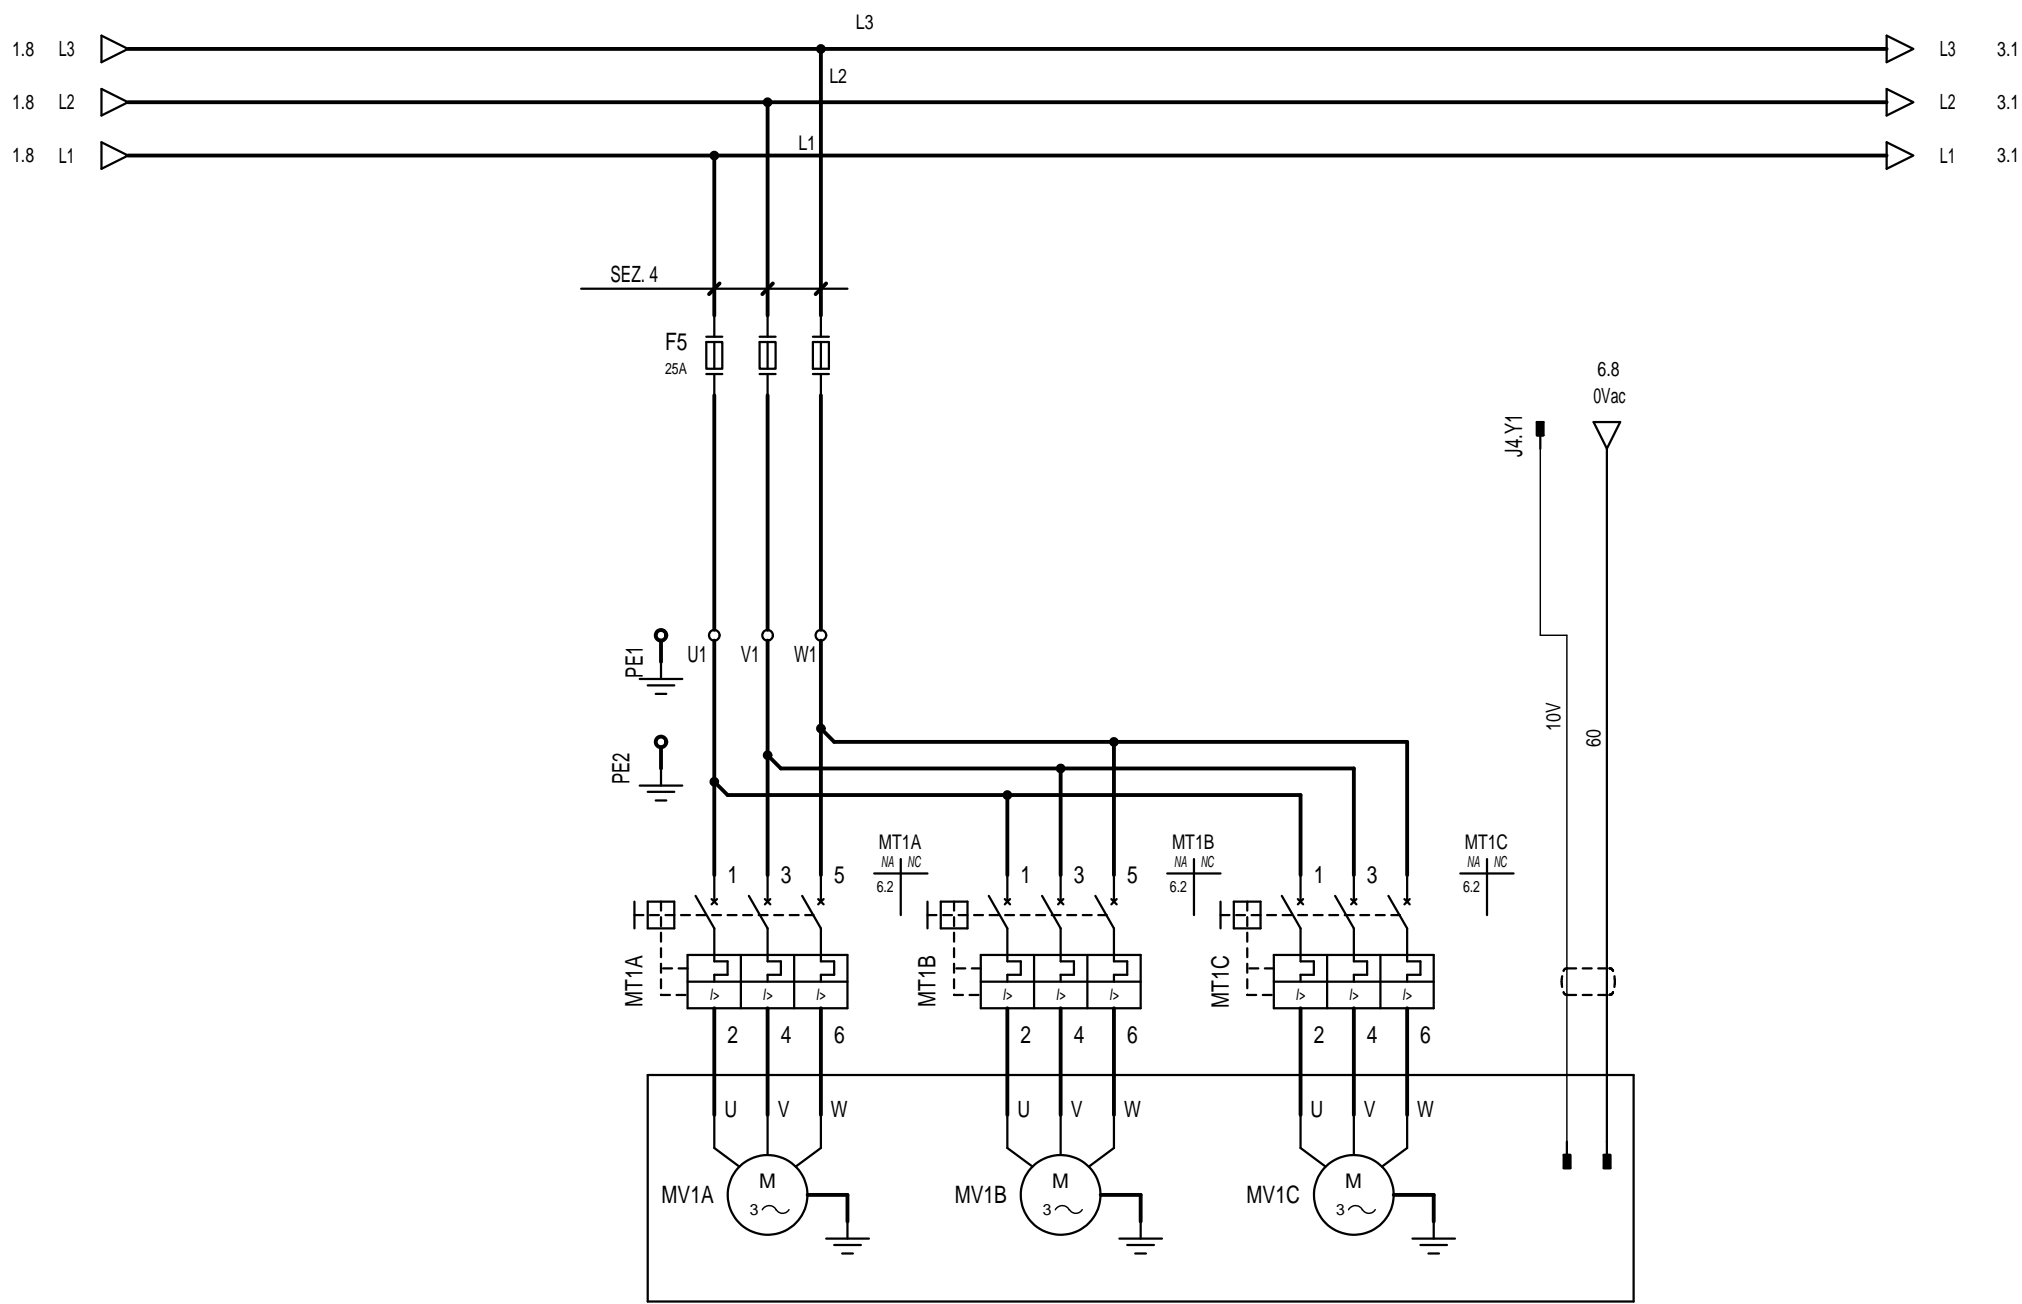 L3
1.8 L3 L3 3.1
L2
1.8 L2 L2 3.1
L1
1.8 L1 L1 3.1
SEZ. 4
F5
25A
6.8
0Vac
J4.Y1
PE1 U1 V1 W1
10V
60
PE2
MT1A MT1B MT1C
NA NC NA NC NA NC
1 3 5 6.2 1 3 5 6.2 1 3 6.2
MT1A MT1B MT1C
I> I> I> I> I> I> I> I> I>
2 4 6 2 4 6 2 4 6
U V W U V W U V W
M M M
MV1A MV1B MV1C
3 3 3